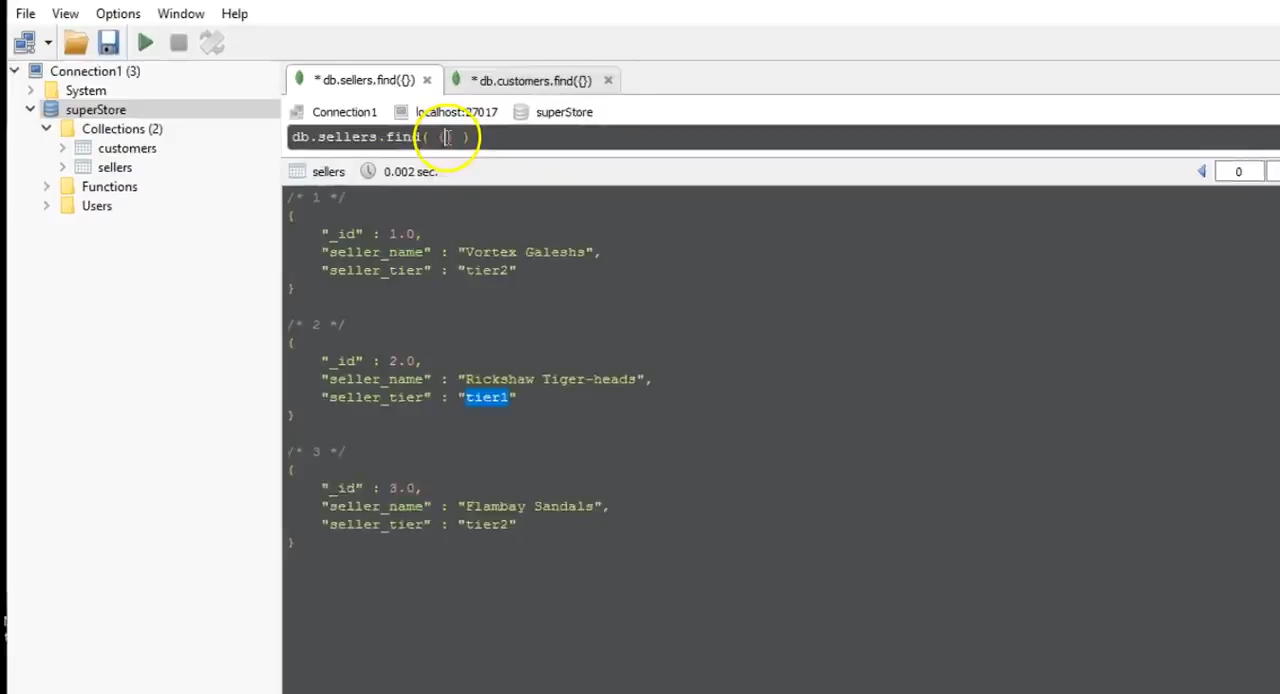 File View Options Window Help
Connection1 (3)
System
superStore
Collections (2)
customers
sellers
Functions
Users
* db.sellers.find({}) * db.customers.find({})
Connection1 localhost:27017 superStore
db.sellers.find( {} )
sellers 0.002 sec. 0
/* 1 */
{
"_id" : 1.0,
"seller_name" : "Vortex Galeshs",
"seller_tier" : "tier2"
}
/* 2 */
{
"_id" : 2.0,
"seller_name" : "Rickshaw Tiger-heads",
"seller_tier" : "tier1"
}
/* 3 */
{
"_id" : 3.0,
"seller_name" : "Flambay Sandals",
"seller_tier" : "tier2"
}